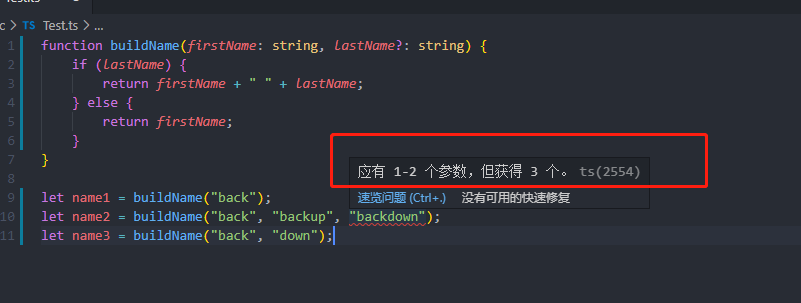 Test.ts
c > TS Test.ts > ...
1 function buildName(firstName: string, lastName?: string) {
2 if (lastName) {
3 return firstName + " " + lastName;
4 } else {
5 return firstName;
6 }
7 }
应有 1-2 个参数，但获得 3 个。 ts(2554)
速览问题 (Ctrl+.) 没有可用的快速修复
8
9 let name1 = buildName("back");
10 let name2 = buildName("back", "backup", "backdown");
11 let name3 = buildName("back", "down");